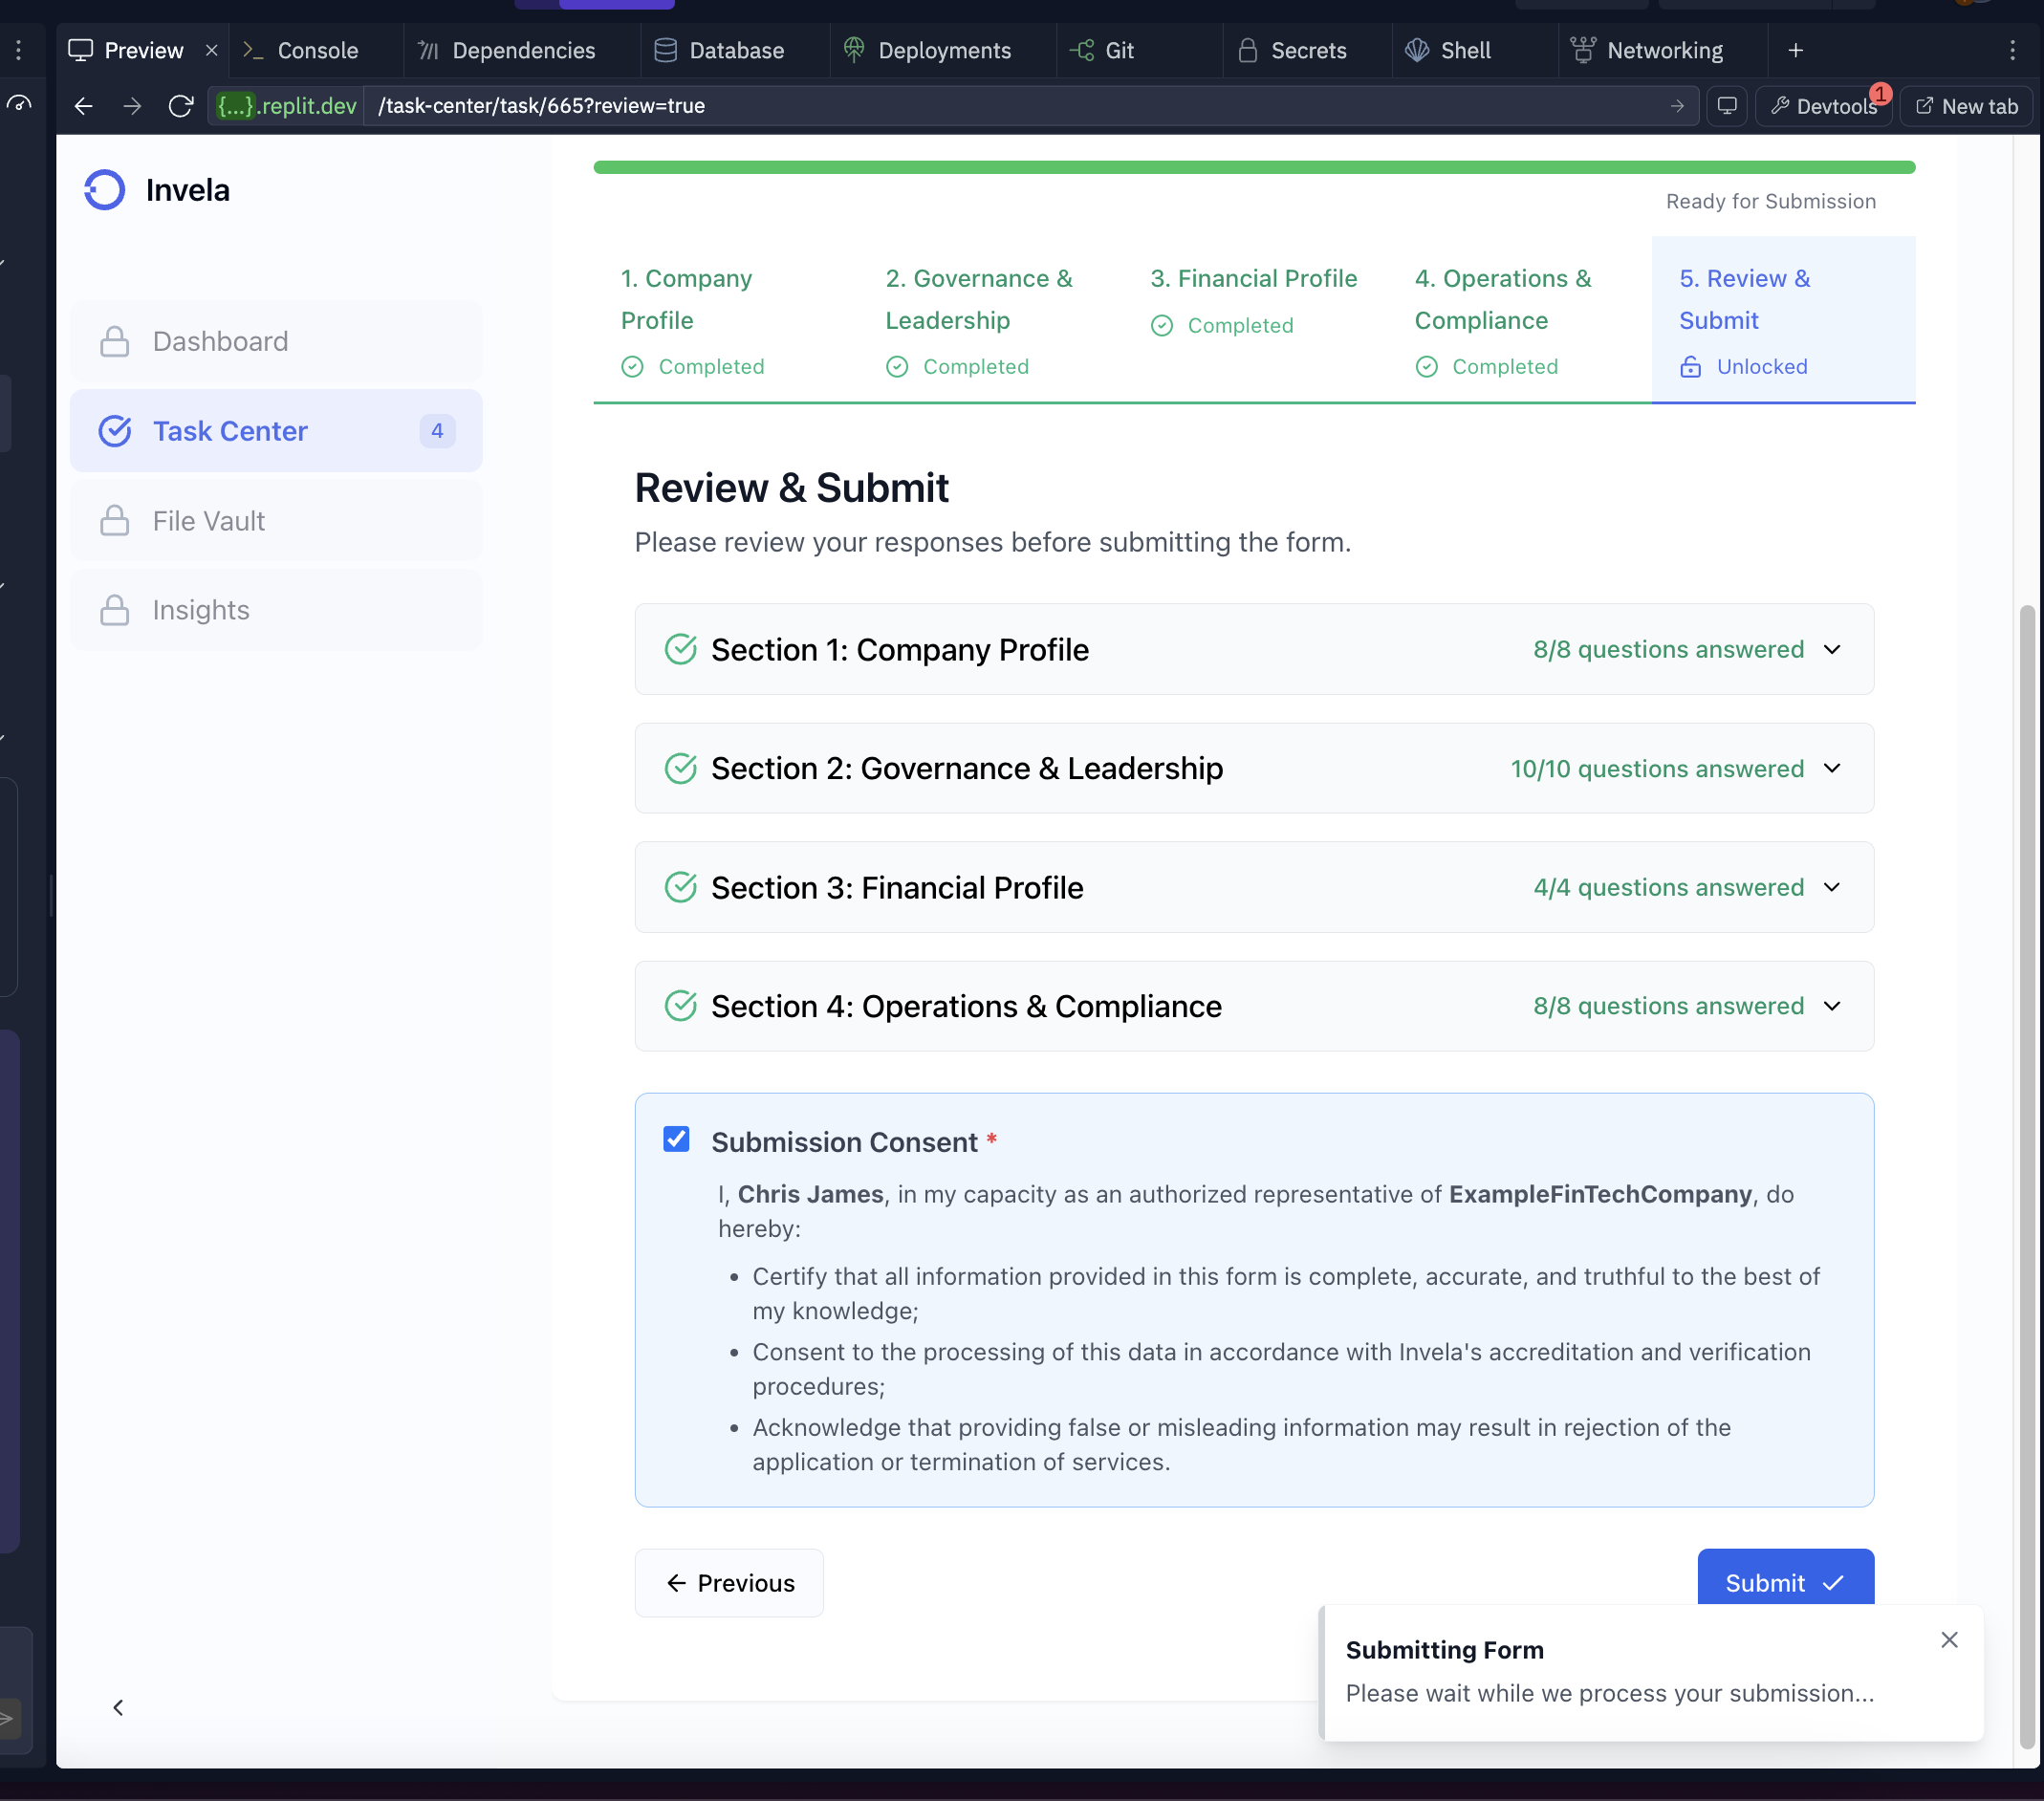 Preview
Console
Dependencies
Database
Deployments
Git
Secrets
Shell
Networking
{...}.replit.dev
/task-center/task/665?review=true
Devtools
1
New tab
Invela
Dashboard
Task Center
4
File Vault
Insights
Ready for Submission
1. Company
Profile
Completed
2. Governance &
Leadership
Completed
3. Financial Profile
Completed
4. Operations &
Compliance
Completed
5. Review &
Submit
Unlocked
Review & Submit
Please review your responses before submitting the form.
Section 1: Company Profile
8/8 questions answered
Section 2: Governance & Leadership
10/10 questions answered
Section 3: Financial Profile
4/4 questions answered
Section 4: Operations & Compliance
8/8 questions answered
Submission Consent *
I, Chris James, in my capacity as an authorized representative of ExampleFinTechCompany, do
hereby:
• Certify that all information provided in this form is complete, accurate, and truthful to the best of
my knowledge;
• Consent to the processing of this data in accordance with Invela's accreditation and verification
procedures;
• Acknowledge that providing false or misleading information may result in rejection of the
application or termination of services.
Previous
Submit
Submitting Form
Please wait while we process your submission...